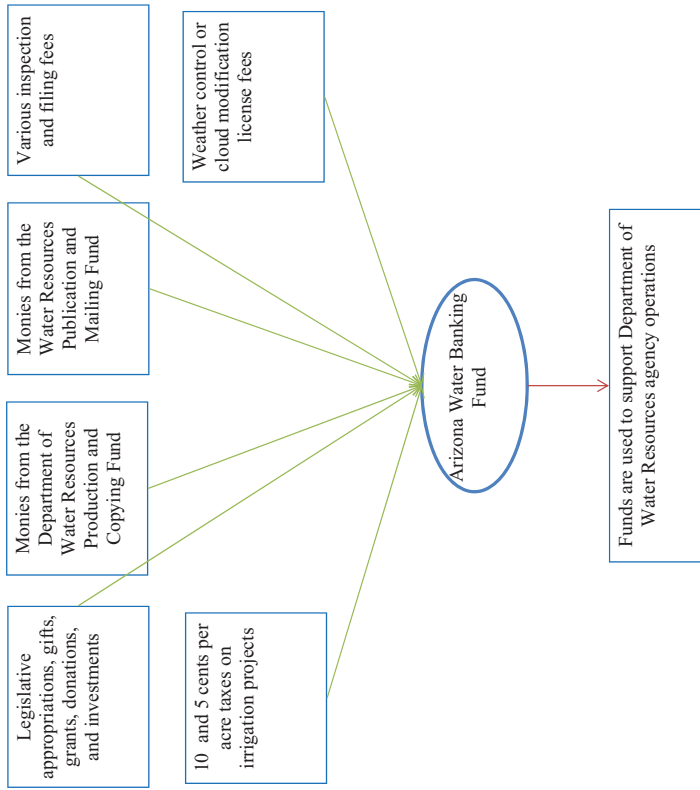 Legislative
appropriations, gifts,
grants, donations,
and investments
Monies from the
Department of
Water Resources
Production and
Copying Fund
Monies from the
Water Resources
Publication and
Mailing Fund
Various inspection
and filing fees
10 and 5 cents per
acre taxes on
irrigation projects
Weather control or
cloud modification
license fees
Arizona Water Banking
Fund
Funds are used to support Department of
Water Resources agency operations